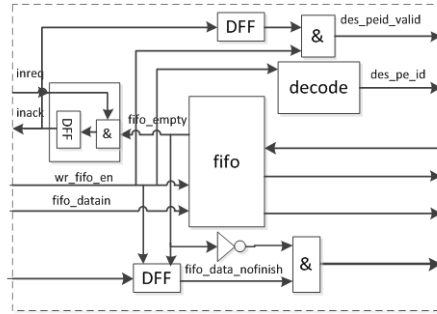 des_peid_valid
DFF
&
inreq
decode
des_pe_id
inack
DFF
&
fifo_empty
fifo
wr_fifo_en
fifo_datain
DFF
fifo_data_nofinish
&